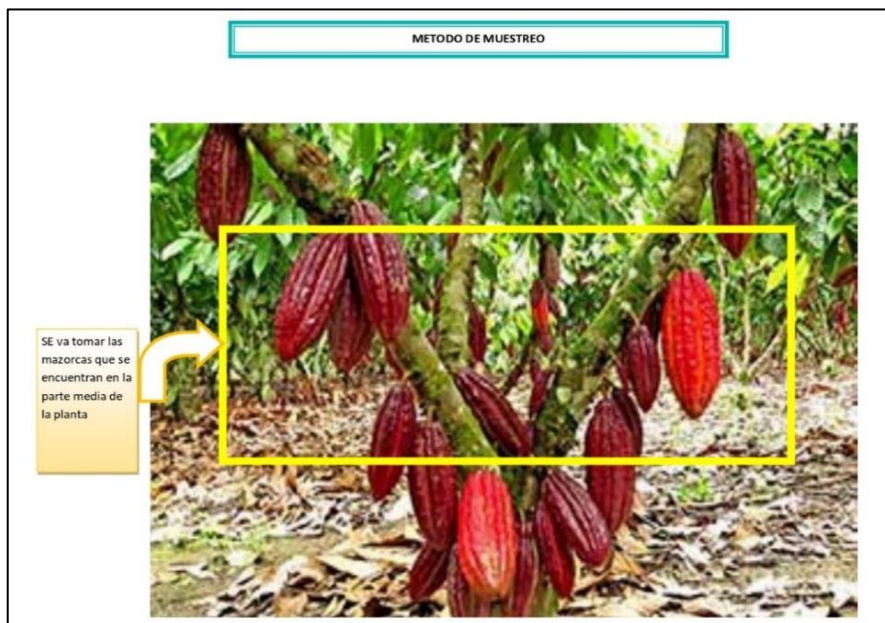 METODO DE MUESTREO
SE va tomar las
mazorcas que se
encuentran en la
parte media de
la planta